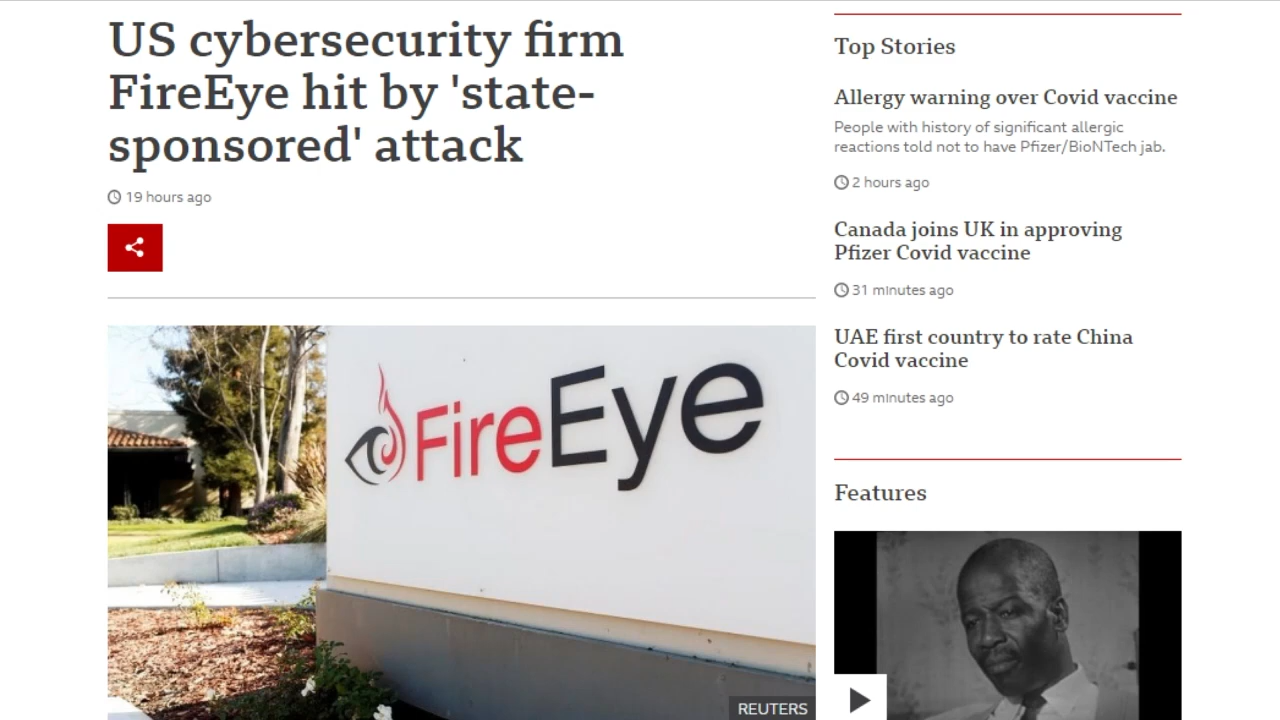 US cybersecurity firm
FireEye hit by 'state-
sponsored' attack
19 hours ago
FireEye
REUTERS
Top Stories
Allergy warning over Covid vaccine
People with history of significant allergic
reactions told not to have Pfizer/BioNTech jab.
2 hours ago
Canada joins UK in approving
Pfizer Covid vaccine
31 minutes ago
UAE first country to rate China
Covid vaccine
49 minutes ago
Features